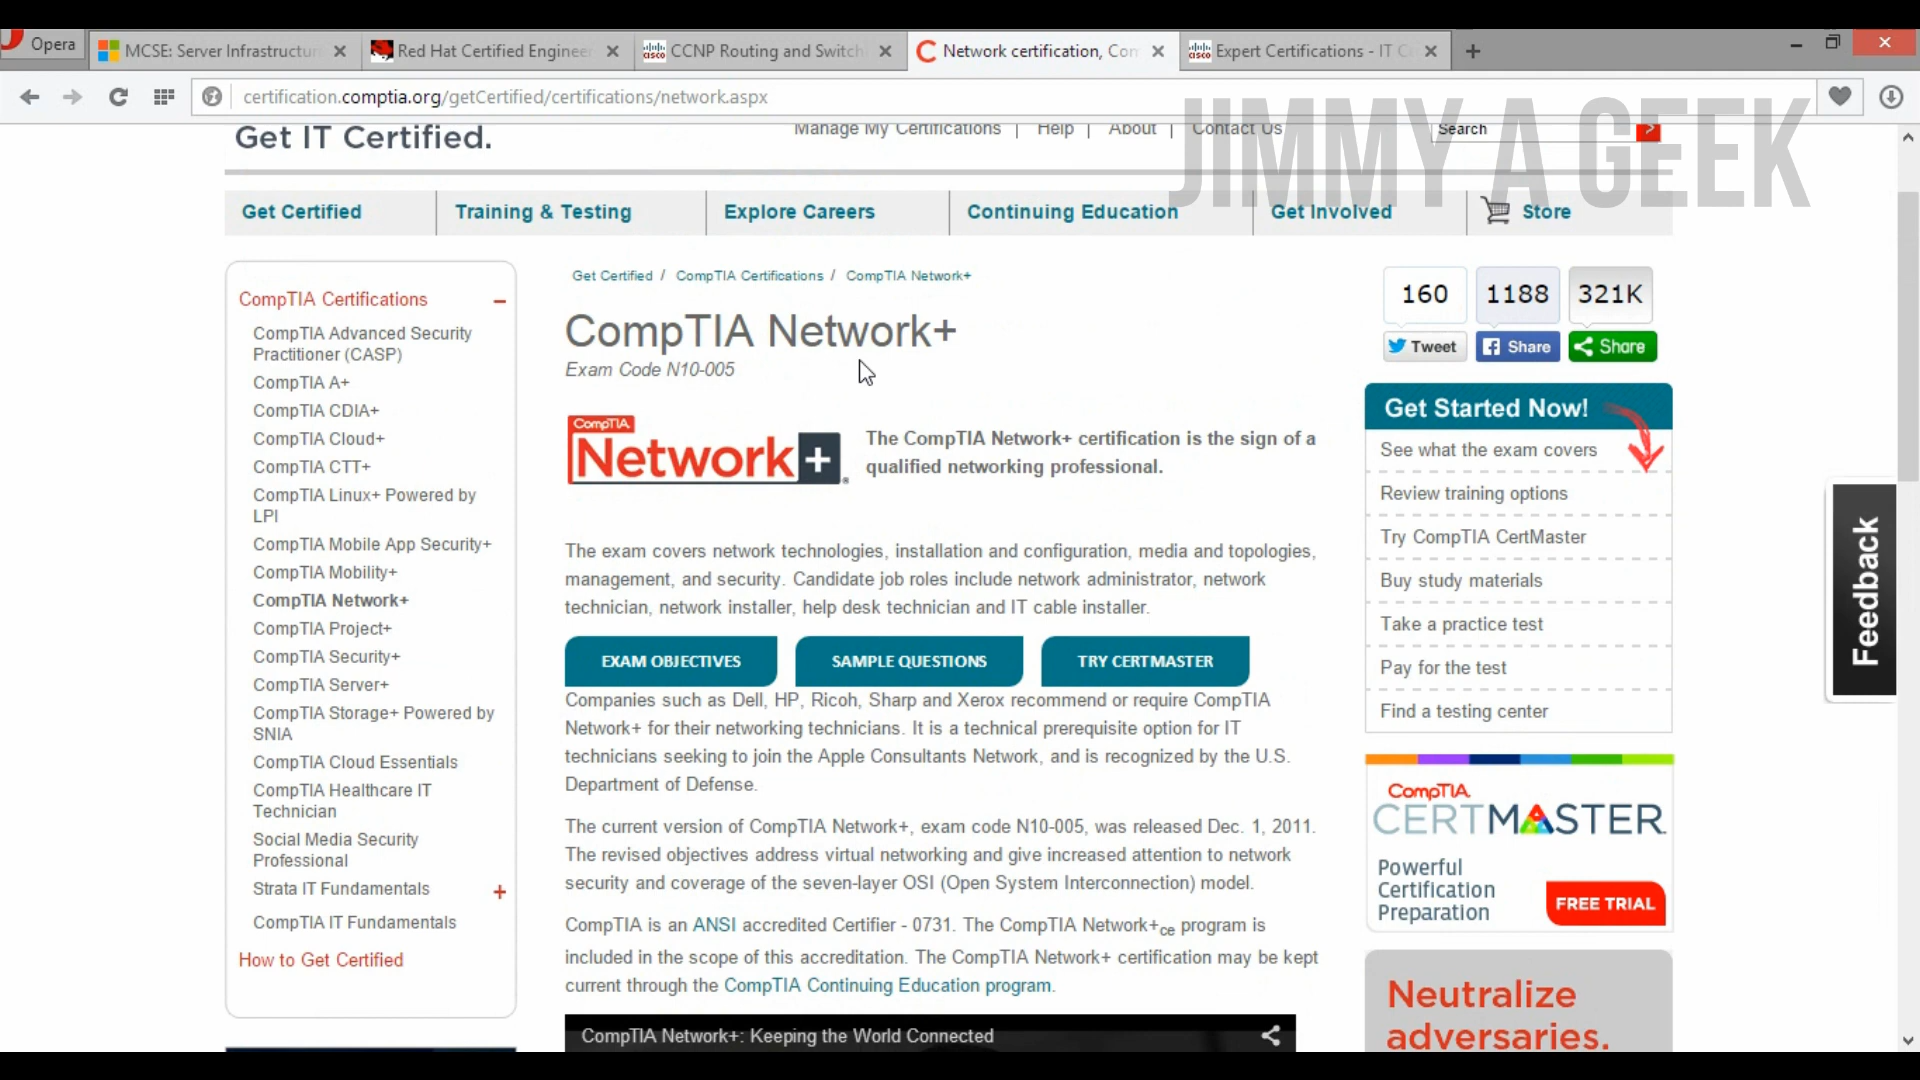 Opera
MCSE: Server Infrastructur
Red Hat Certified Enginee
CCNP Routing and Switch
Network certification, Con
Expert Certifications - IT C
certification.comptia.org/getCertified/certifications/network.aspx
JIMMY A GEEK
Get IT Certified.
Manage My Certifications | Help | About | Contact Us
Search
Get Certified
Training & Testing
Explore Careers
Continuing Education
Get Involved
Store
CompTIA Certifications
CompTIA Advanced Security
Practitioner (CASP)
CompTIA A+
CompTIA CDIA+
CompTIA Cloud+
CompTIA CTT+
CompTIA Linux+ Powered by
LPI
CompTIA Mobile App Security+
CompTIA Mobility+
CompTIA Network+
CompTIA Project+
CompTIA Security+
CompTIA Server+
CompTIA Storage+ Powered by
SNIA
CompTIA Cloud Essentials
CompTIA Healthcare IT
Technician
Social Media Security
Professional
Strata IT Fundamentals
CompTIA IT Fundamentals
How to Get Certified
Get Certified / CompTIA Certifications / CompTIA Network+
CompTIA Network+
Exam Code N10-005
CompTIA
Network+
The CompTIA Network+ certification is the sign of a
qualified networking professional.
The exam covers network technologies, installation and configuration, media and topologies,
management, and security. Candidate job roles include network administrator, network
technician, network installer, help desk technician and IT cable installer.
EXAM OBJECTIVES
SAMPLE QUESTIONS
TRY CERTMASTER
Companies such as Dell, HP, Ricoh, Sharp and Xerox recommend or require CompTIA
Network+ for their networking technicians. It is a technical prerequisite option for IT
technicians seeking to join the Apple Consultants Network, and is recognized by the U.S.
Department of Defense.
The current version of CompTIA Network+, exam code N10-005, was released Dec. 1, 2011.
The revised objectives address virtual networking and give increased attention to network
security and coverage of the seven-layer OSI (Open System Interconnection) model.
CompTIA is an ANSI accredited Certifier - 0731. The CompTIA Network+ce program is
included in the scope of this accreditation. The CompTIA Network+ certification may be kept
current through the CompTIA Continuing Education program.
CompTIA Network+: Keeping the World Connected
160
1188
321K
Tweet
Share
Share
Get Started Now!
See what the exam covers
Review training options
Try CompTIA CertMaster
Buy study materials
Take a practice test
Pay for the test
Find a testing center
CompTIA
CERTMASTER
Powerful
Certification
Preparation
FREE TRIAL
Neutralize
adversaries.
Feedback